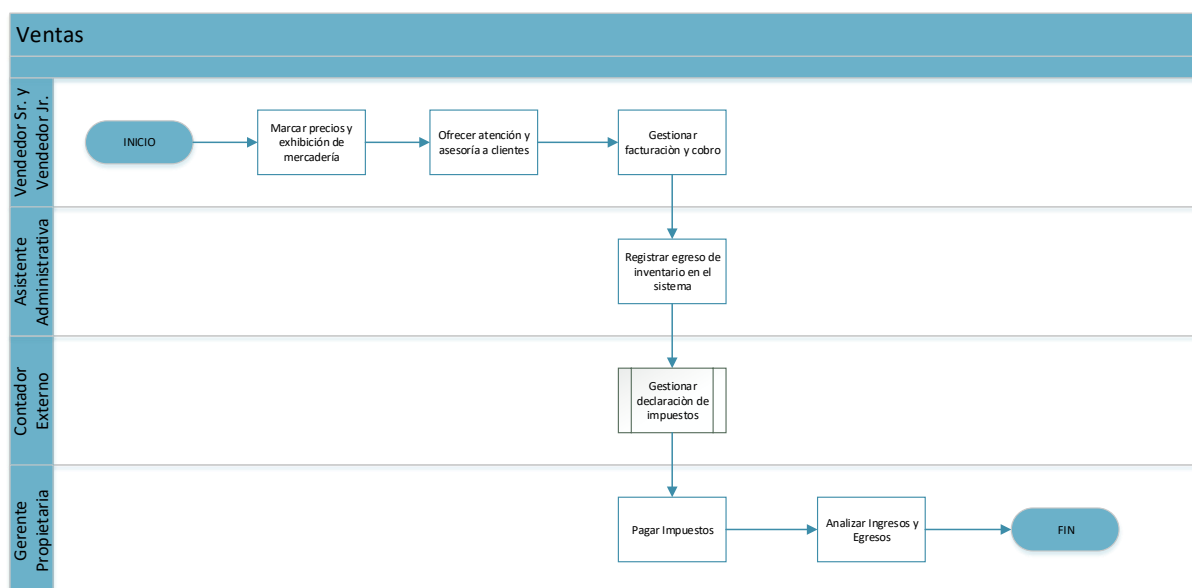 Ventas
Vendedor Sr. y
Vendedor Jr.
INICIO
Marcar precios y
exhibición de
mercadería
Ofrecer atención y
asesoría a clientes
Gestionar
facturaciòn y cobro
Asistente
Administrativa
Registrar egreso de
inventario en el
sistema
Contador
Externo
Gestionar
declaraciòn de
impuestos
Gerente
Propietaria
Pagar Impuestos
Analizar Ingresos y
Egresos
FIN